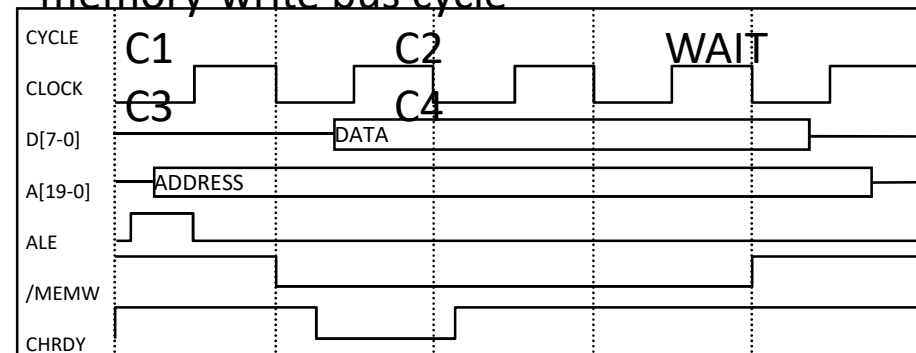 memory-write bus cycle
CYCLE
C1 C2 WAIT
CLOCK
C3 C4
D[7-0]
DATA
A[19-0]
ADDRESS
ALE
/MEMW
CHRDY